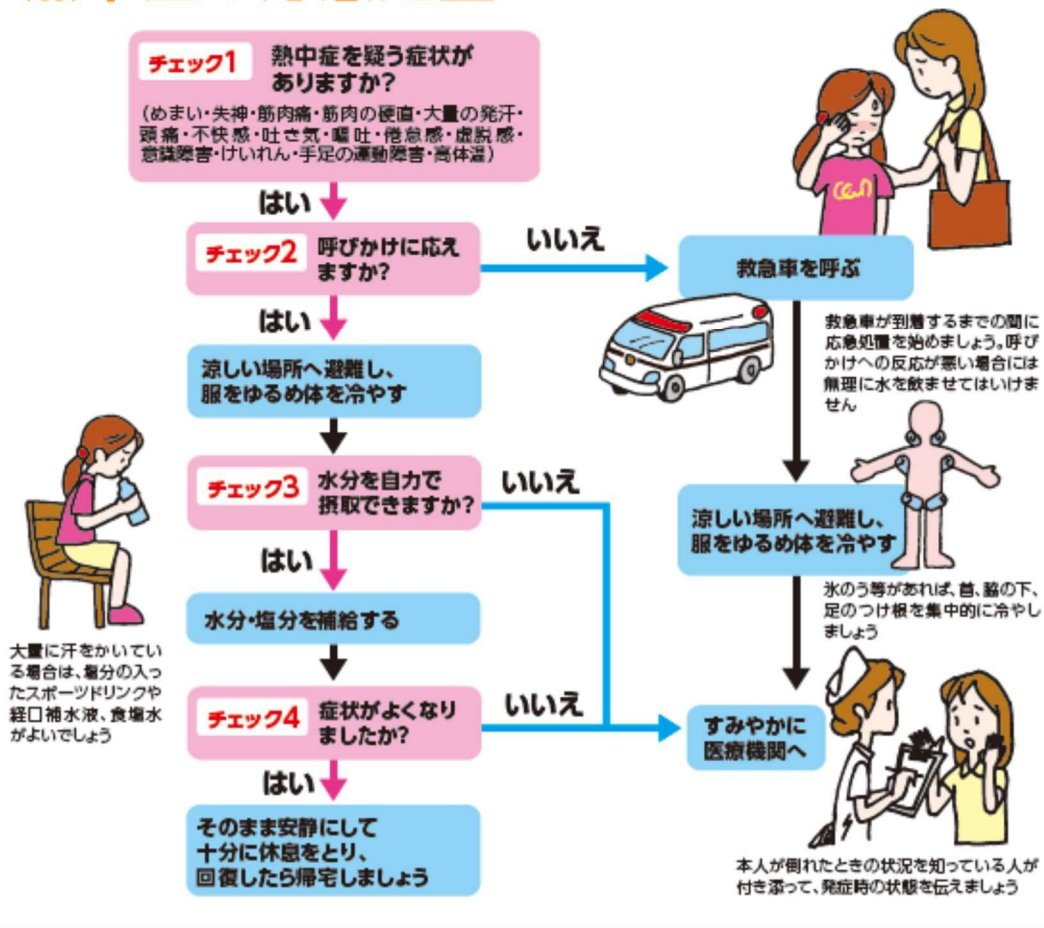 チェック1
熱中症を疑う症状が
ありますか?
(めまい・失神・筋肉痛・筋肉の硬直・大量の発汗・
頭痛・不快感・吐き気・嘔吐・倦怠感・虚脱感・
意識障害・けいれん・手足の運動障害・高体温)
はい
チェック2
呼びかけに応え
ますか?
いいえ
救急車を呼ぶ
救急車が到着するまでの間に
応急処置を始めましょう。呼び
かけへの反応が悪い場合には
無理に水を飲ませてはいけま
せん
はい
涼しい場所へ避難し、
服をゆるめ体を冷やす
チェック3
水分を自力で
摂取できますか?
いいえ
涼しい場所へ避難し、
服をゆるめ体を冷やす
氷のう等があれば、首、脇の下、
足のつけ根を集中的に冷やし
ましょう
はい
水分・塩分を補給する
大量に汗をかいてい
る場合は、塩分の入っ
たスポーツドリンクや
経口補水液、食塩水
がよいでしょう
チェック4
症状がよくなり
ましたか?
いいえ
すみやかに
医療機関へ
はい
そのまま安静にして
十分に休息をとり、
回復したら帰宅しましょう
本人が倒れたときの状況を知っている人が
付き添って、発症時の状態を伝えましょう